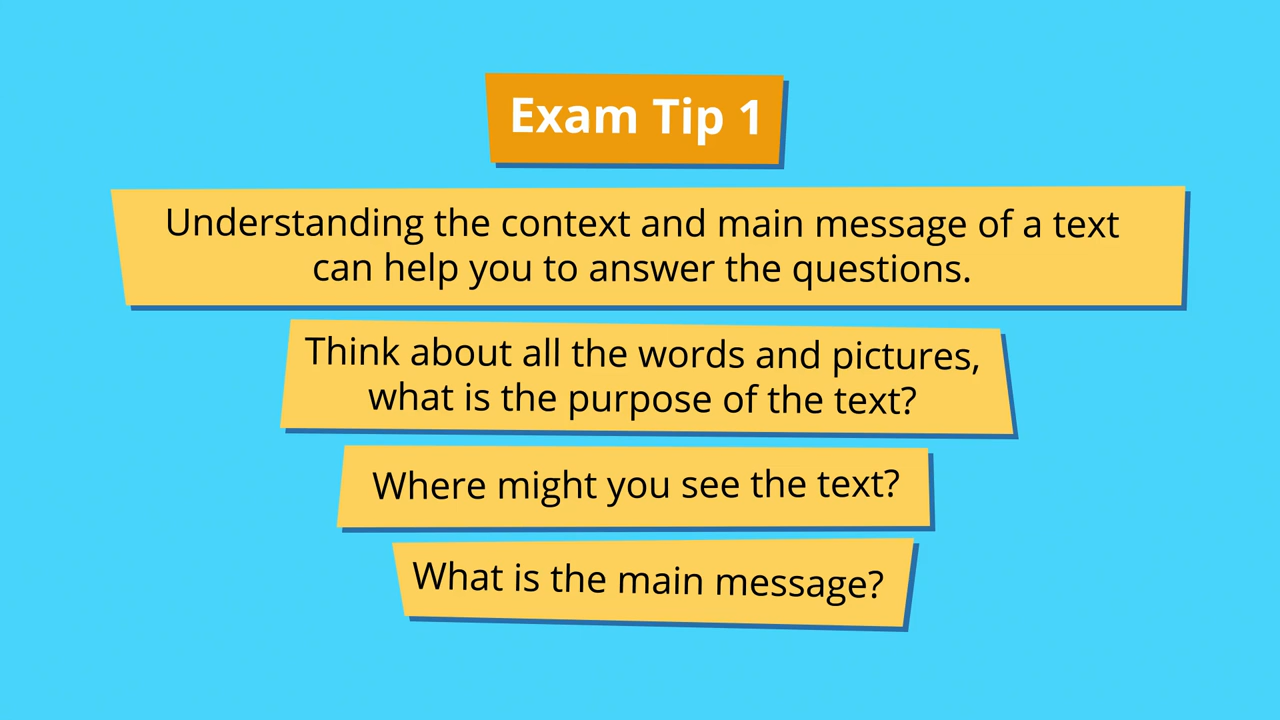 Exam Tip 1
Understanding the context and main message of a text
can help you to answer the questions.
Think about all the words and pictures,
what is the purpose of the text?
Where might you see the text?
What is the main message?